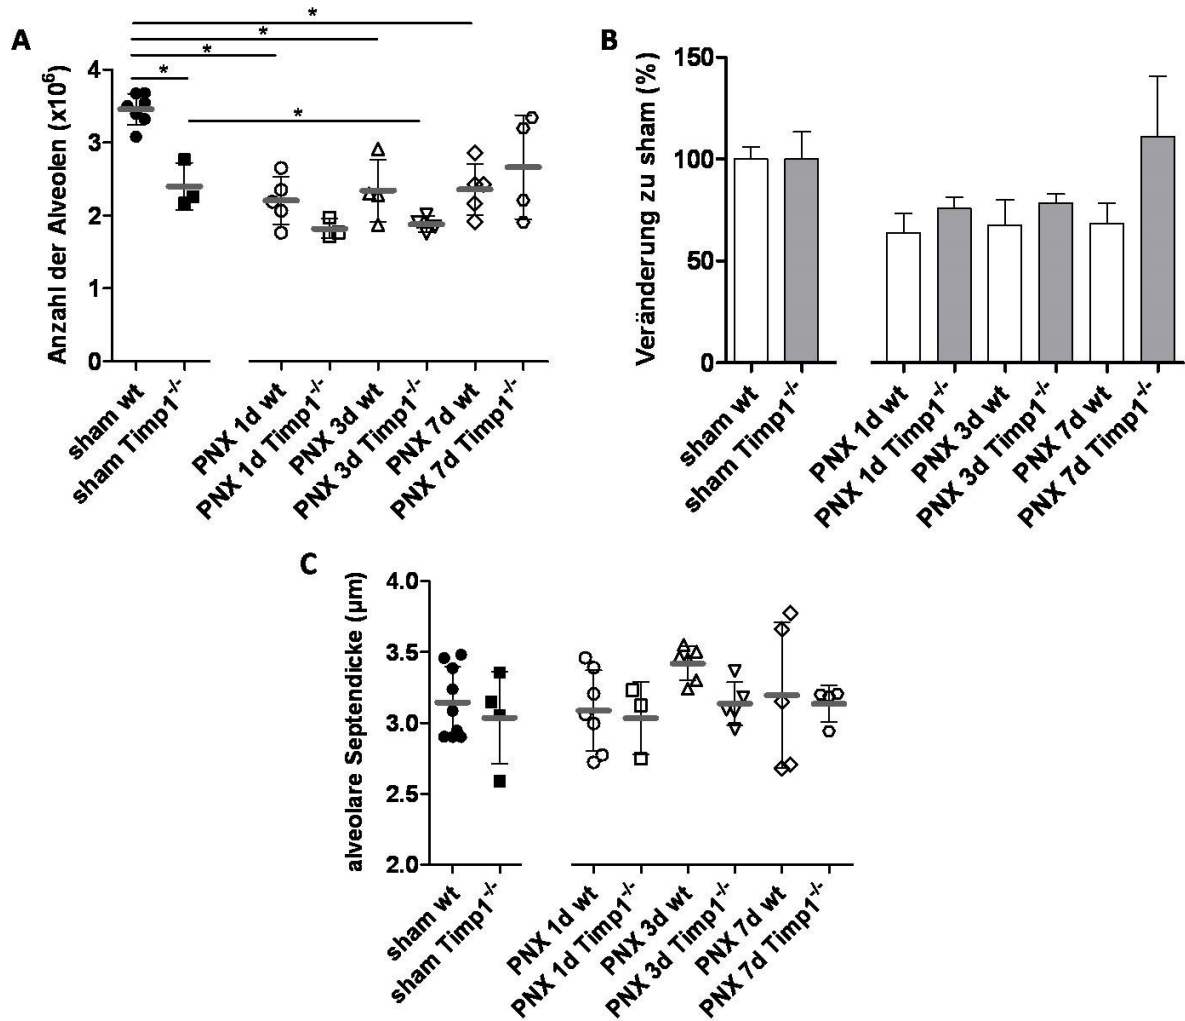 A
Anzahl der Alveolen (x10⁶)
4
3
2
1
0
*
*
*
*
*
sham wt
sham Timp1⁻/⁻
PNX 1d wt
PNX 1d Timp1⁻/⁻
PNX 3d wt
PNX 3d Timp1⁻/⁻
PNX 7d wt
PNX 7d Timp1⁻/⁻
B
Veränderung zu sham (%)
150
100
50
0
sham wt
sham Timp1⁻/⁻
PNX 1d wt
PNX 1d Timp1⁻/⁻
PNX 3d wt
PNX 3d Timp1⁻/⁻
PNX 7d wt
PNX 7d Timp1⁻/⁻
C
alveolare Septendicke (µm)
4.0
3.5
3.0
2.5
2.0
sham wt
sham Timp1⁻/⁻
PNX 1d wt
PNX 1d Timp1⁻/⁻
PNX 3d wt
PNX 3d Timp1⁻/⁻
PNX 7d wt
PNX 7d Timp1⁻/⁻